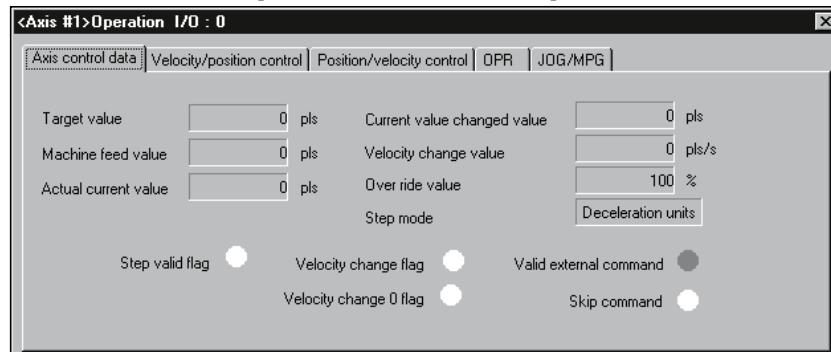 <Axis #1>Operation I/O : 0
Axis control data Velocity/position control Position/velocity control OPR JOG/MPG
Target value 0 pls Current value changed value 0 pls
Machine feed value 0 pls Velocity change value 0 pls/s
Actual current value 0 pls Over ride value 100 %
Step mode Deceleration units
Step valid flag Velocity change flag Valid external command
Velocity change 0 flag Skip command